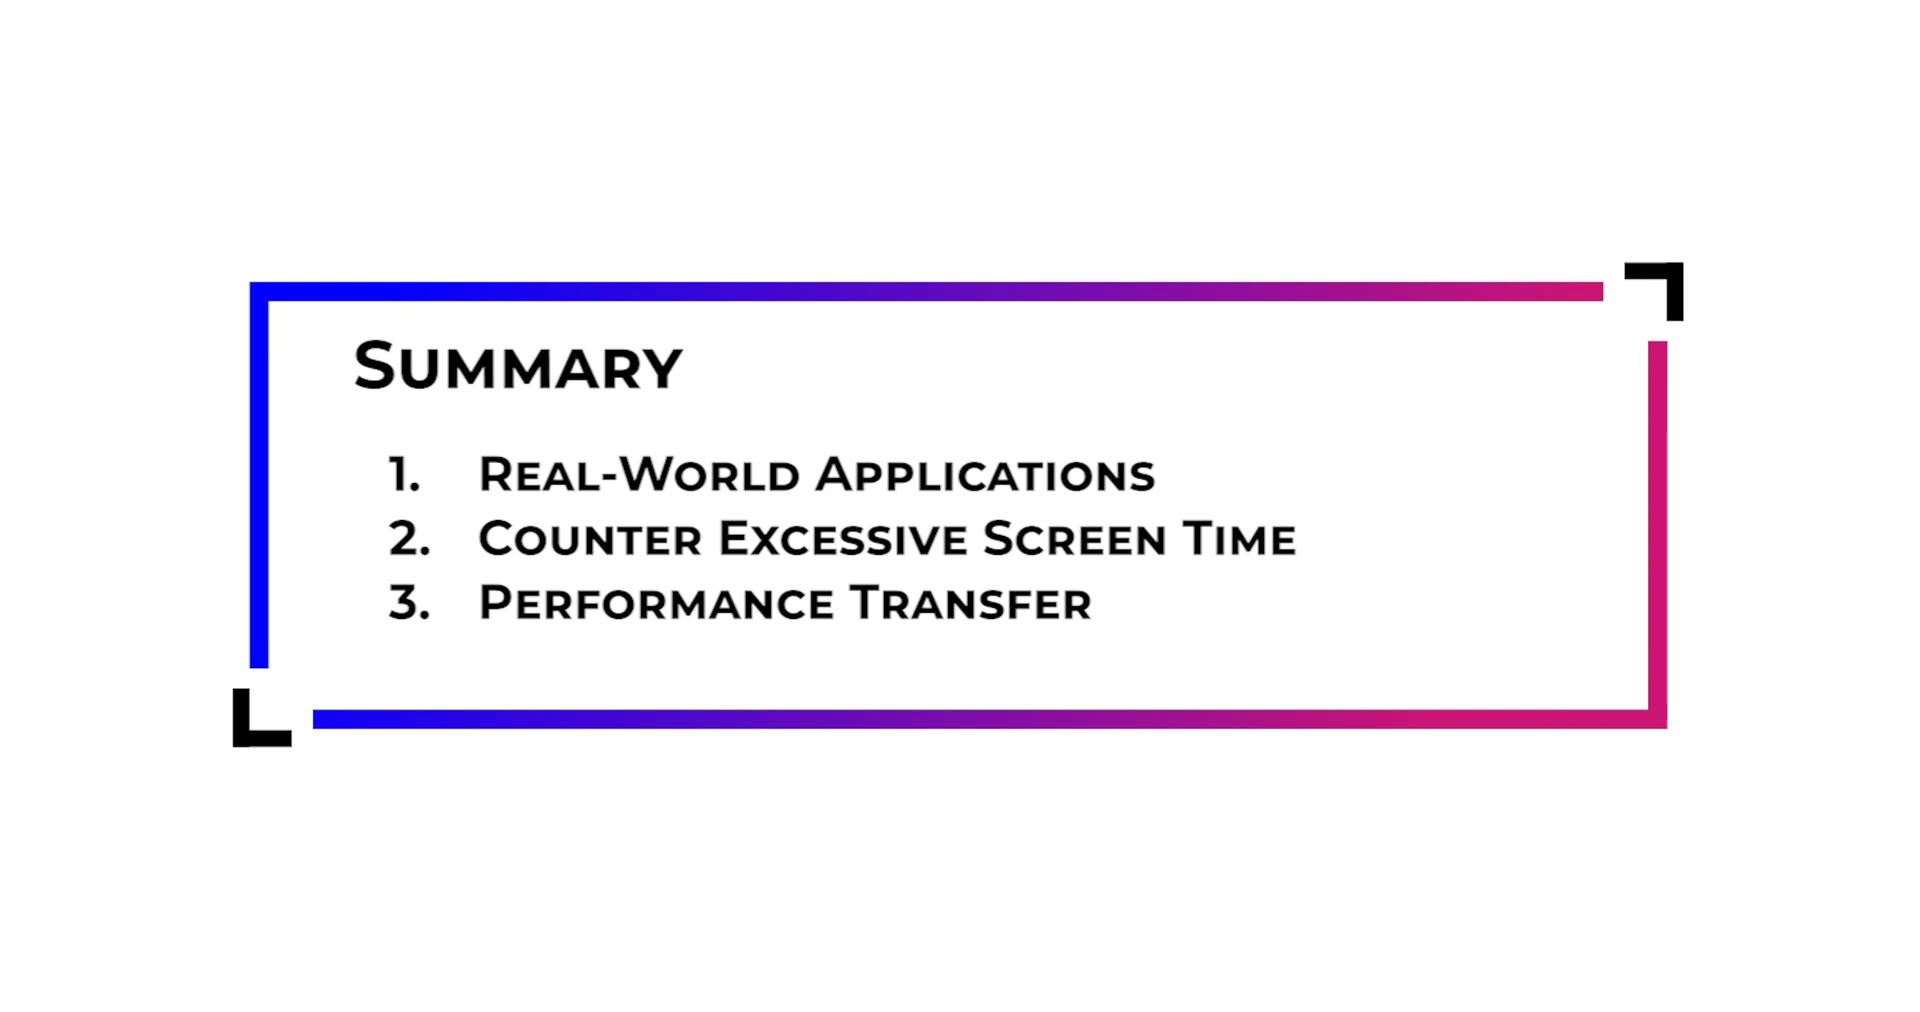 Summary
1. Real-World Applications
2. Counter Excessive Screen Time
3. Performance Transfer